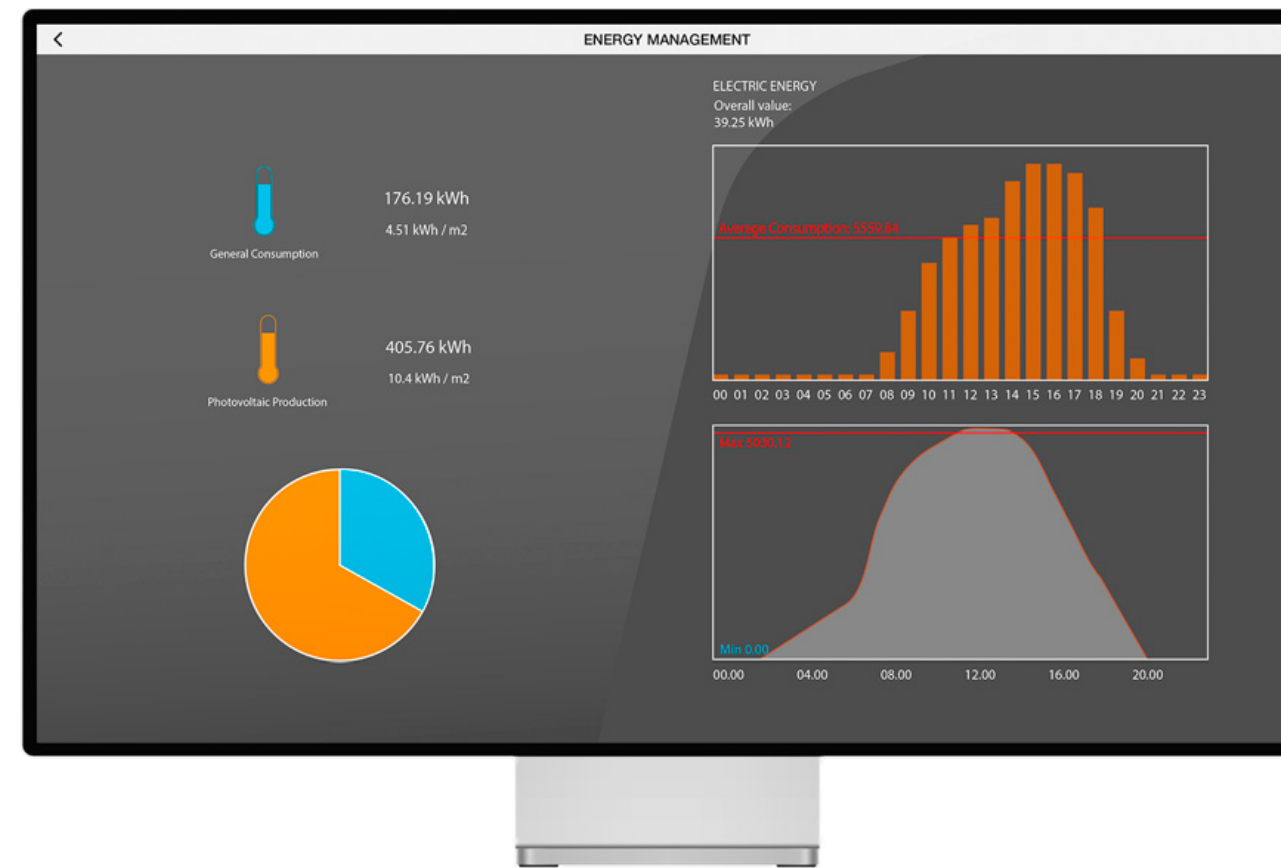 ENERGY MANAGEMENT
176.19 kWh
4.51 kWh / m2
General Consumption
405.76 kWh
10.4 kWh / m2
Photovoltaic Production
ELECTRIC ENERGY
Overall value:
39.25 kWh
Average Consumption: 5559.84
00 01 02 03 04 05 06 07 08 09 10 11 12 13 14 15 16 17 18 19 20 21 22 23
Max 5080.12
Min 0.00
00.00 04.00 08.00 12.00 16.00 20.00